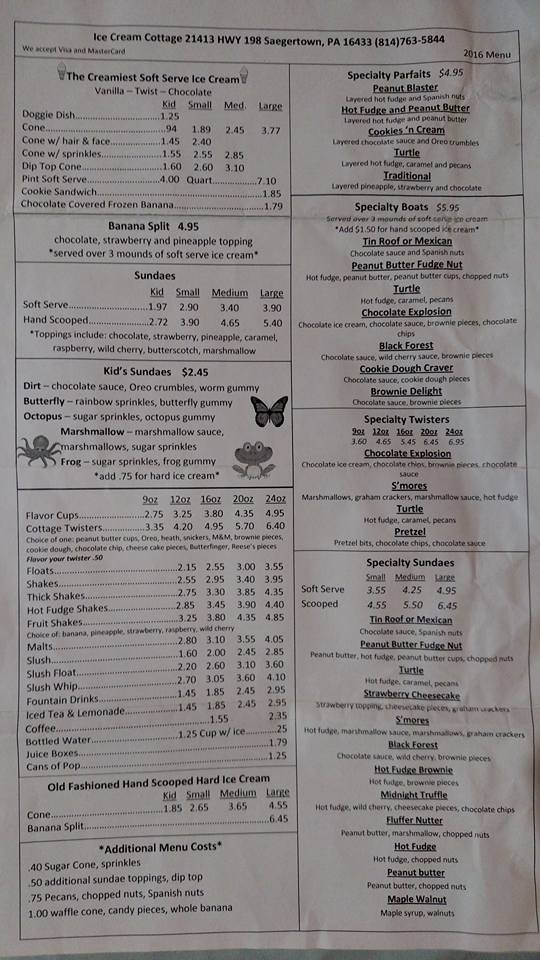 Ice Cream Cottage 21413 HWY 198 Saegertown, PA 16433 (814)763-5844
We accept Visa and MasterCard
2016 Menu
The Creamiest Soft Serve Ice Cream
Vanilla – Twist – Chocolate
Kid Small Med. Large
Doggie Dish..............................1.25
Cone.......................................94 1.89 2.45 3.77
Cone w/ hair & face...................1.45 2.40
Cone w/ sprinkles.....................1.55 2.55 2.85
Dip Top Cone...........................1.60 2.60 3.10
Pint Soft Serve.........................4.00 Quart..............7.10
Cookie Sandwich..............................................1.85
Chocolate Covered Frozen Banana............................1.79
Banana Split 4.95
chocolate, strawberry and pineapple topping
*served over 3 mounds of soft serve ice cream*
Sundaes
Kid Small Medium Large
Soft Serve..........................1.97 2.90 3.40 3.90
Hand Scooped.....................2.72 3.90 4.65 5.40
*Toppings include: chocolate, strawberry, pineapple, caramel,
raspberry, wild cherry, butterscotch, marshmallow
Kid's Sundaes $2.45
Dirt – chocolate sauce, Oreo crumbles, worm gummy
Butterfly – rainbow sprinkles, butterfly gummy
Octopus – sugar sprinkles, octopus gummy
Marshmallow – marshmallow sauce,
marshmallows, sugar sprinkles
Frog – sugar sprinkles, frog gummy
*add .75 for hard ice cream*
9oz 12oz 16oz 20oz 24oz
Flavor Cups..........................2.75 3.25 3.80 4.35 4.95
Cottage Twisters...................3.35 4.20 4.95 5.70 6.40
Choice of one: peanut butter cups, Oreo, heath, snickers, M&M, brownie pieces,
cookie dough, chocolate chip, cheese cake pieces, Butterfinger, Reese's pieces
Flavor your twister .50
Floats................................2.15 2.55 3.00 3.55
Shakes...............................2.55 2.95 3.40 3.95
Thick Shakes........................2.75 3.30 3.85 4.35
Hot Fudge Shakes..................2.85 3.45 3.90 4.40
Fruit Shakes.........................3.25 3.80 4.35 4.85
Choice of: banana, pineapple, strawberry, raspberry, wild cherry
Malts.................................2.80 3.10 3.55 4.05
Slush.................................1.60 2.00 2.45 2.85
Slush Float..........................2.20 2.60 3.10 3.60
Slush Whip..........................2.70 3.05 3.60 4.10
Fountain Drinks.....................1.45 1.85 2.45 2.95
Iced Tea & Lemonade..............1.45 1.85 2.45 2.95
Coffee......................................1.55 2.35
Bottled Water........................1.25 Cup w/ ice..........25
Juice Boxes...............................................1.79
Cans of Pop...............................................1.25
Old Fashioned Hand Scooped Hard Ice Cream
Kid Small Medium Large
Cone................................1.85 2.65 3.65 4.55
Banana Split..............................................6.45
*Additional Menu Costs*
.40 Sugar Cone, sprinkles
.50 additional sundae toppings, dip top
.75 Pecans, chopped nuts, Spanish nuts
1.00 waffle cone, candy pieces, whole banana
Specialty Parfaits $4.95
Peanut Blaster
Layered hot fudge and Spanish nuts
Hot Fudge and Peanut Butter
Layered hot fudge and peanut butter
Cookies 'n Cream
Layered chocolate sauce and Oreo crumbles
Turtle
Layered hot fudge, caramel and pecans
Traditional
Layered pineapple, strawberry and chocolate
Specialty Boats $5.95
Served over 3 mounds of soft serve ice cream
*Add $1.50 for hand scooped ice cream*
Tin Roof or Mexican
Chocolate sauce and Spanish nuts
Peanut Butter Fudge Nut
Hot fudge, peanut butter, peanut butter cups, chopped nuts
Turtle
Hot fudge, caramel, pecans
Chocolate Explosion
Chocolate ice cream, chocolate sauce, brownie pieces, chocolate
chips
Black Forest
Chocolate sauce, wild cherry sauce, brownie pieces
Cookie Dough Craver
Chocolate sauce, cookie dough pieces
Brownie Delight
Chocolate sauce, brownie pieces
Specialty Twisters
9oz 12oz 16oz 20oz 24oz
3.60 4.65 5.45 6.45 6.95
Chocolate Explosion
Chocolate ice cream, chocolate chips, brownie pieces, chocolate
sauce
S'mores
Marshmallows, graham crackers, marshmallow sauce, hot fudge
Turtle
Hot fudge, caramel, pecans
Pretzel
Pretzel bits, chocolate chips, chocolate sauce
Specialty Sundaes
Small Medium Large
Soft Serve 3.55 4.25 4.95
Scooped 4.55 5.50 6.45
Tin Roof or Mexican
Chocolate sauce, Spanish nuts
Peanut Butter Fudge Nut
Peanut butter, hot fudge, peanut butter cups, chopped nuts
Turtle
Hot fudge, caramel, pecans
Strawberry Cheesecake
Strawberry topping, cheesecake pieces, graham crackers
S'mores
Hot fudge, marshmallow sauce, marshmallows, graham crackers
Black Forest
Chocolate sauce, wild cherry, brownie pieces
Hot Fudge Brownie
Hot fudge, brownie pieces
Midnight Truffle
Hot fudge, wild cherry, cheesecake pieces, chocolate chips
Fluffer Nutter
Peanut butter, marshmallow, chopped nuts
Hot Fudge
Hot fudge, chopped nuts
Peanut butter
Peanut butter, chopped nuts
Maple Walnut
Maple syrup, walnuts